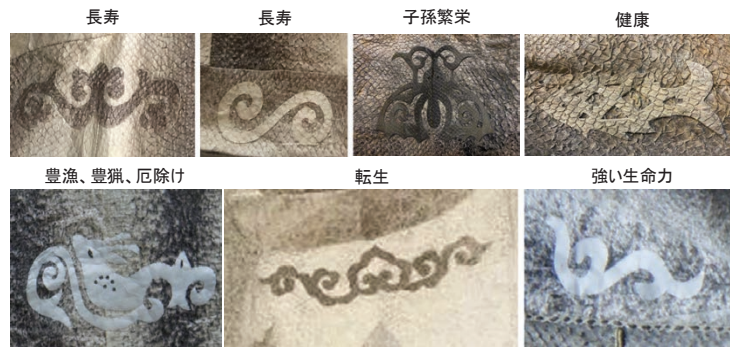 長寿
長寿
子孫繁栄
健康
豊漁、豊猟、厄除け
転生
強い生命力